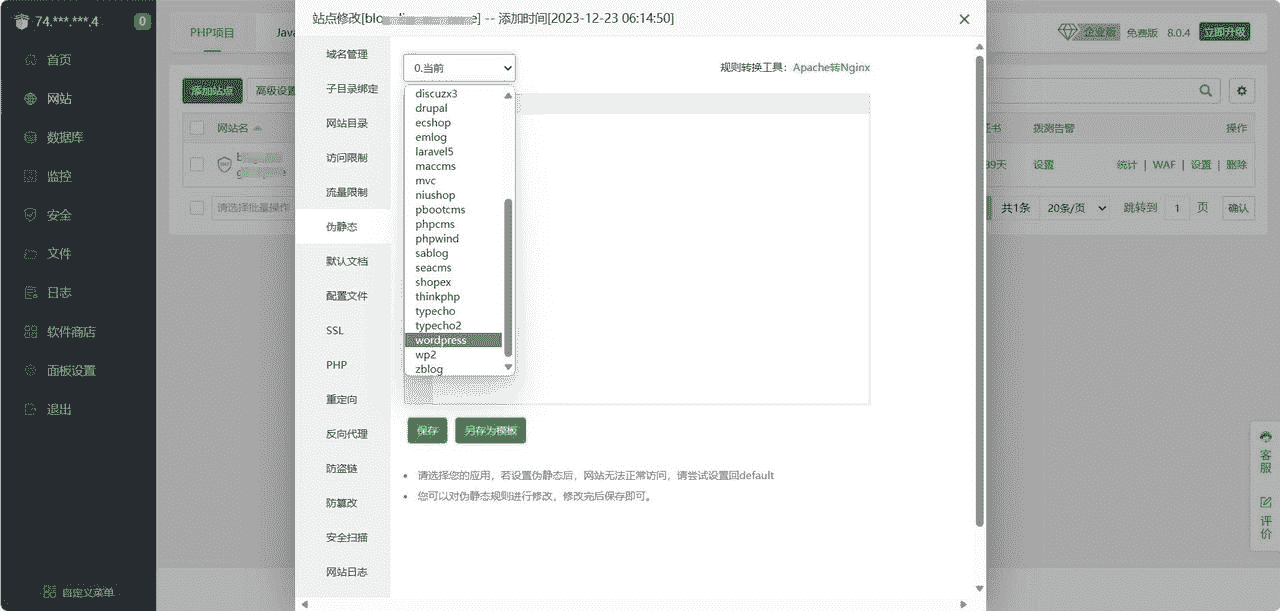 74.***.***.4
0
首页
网站
数据库
监控
安全
文件
日志
软件商店
面板设置
退出
自定义菜单
PHP项目
Java
企业版
免费版 8.0.4
立即升级
添加站点
高级设置
网站名
证书
拨测告警
操作
99天
设置
统计 | WAF | 设置 | 删除
请选择批量操作
共1条
20条/页
跳转到
1
页
确认
客服
评价
站点修改[blog
e] -- 添加时间[2023-12-23 06:14:50]
域名管理
子目录绑定
网站目录
访问限制
流量限制
伪静态
默认文档
配置文件
SSL
PHP
重定向
反向代理
防盗链
防篡改
安全扫描
网站日志
0.当前
规则转换工具: Apache转Nginx
discuzx3
drupal
ecshop
emlog
laravel5
maccms
mvc
niushop
pbootcms
phpcms
phpwind
sablog
seacms
shopex
thinkphp
typecho
typecho2
wordpress
wp2
zblog
保存
另存为模板
请选择您的应用，若设置伪静态后，网站无法正常访问，请尝试设置回default
您可以对伪静态规则进行修改，修改完后保存即可。